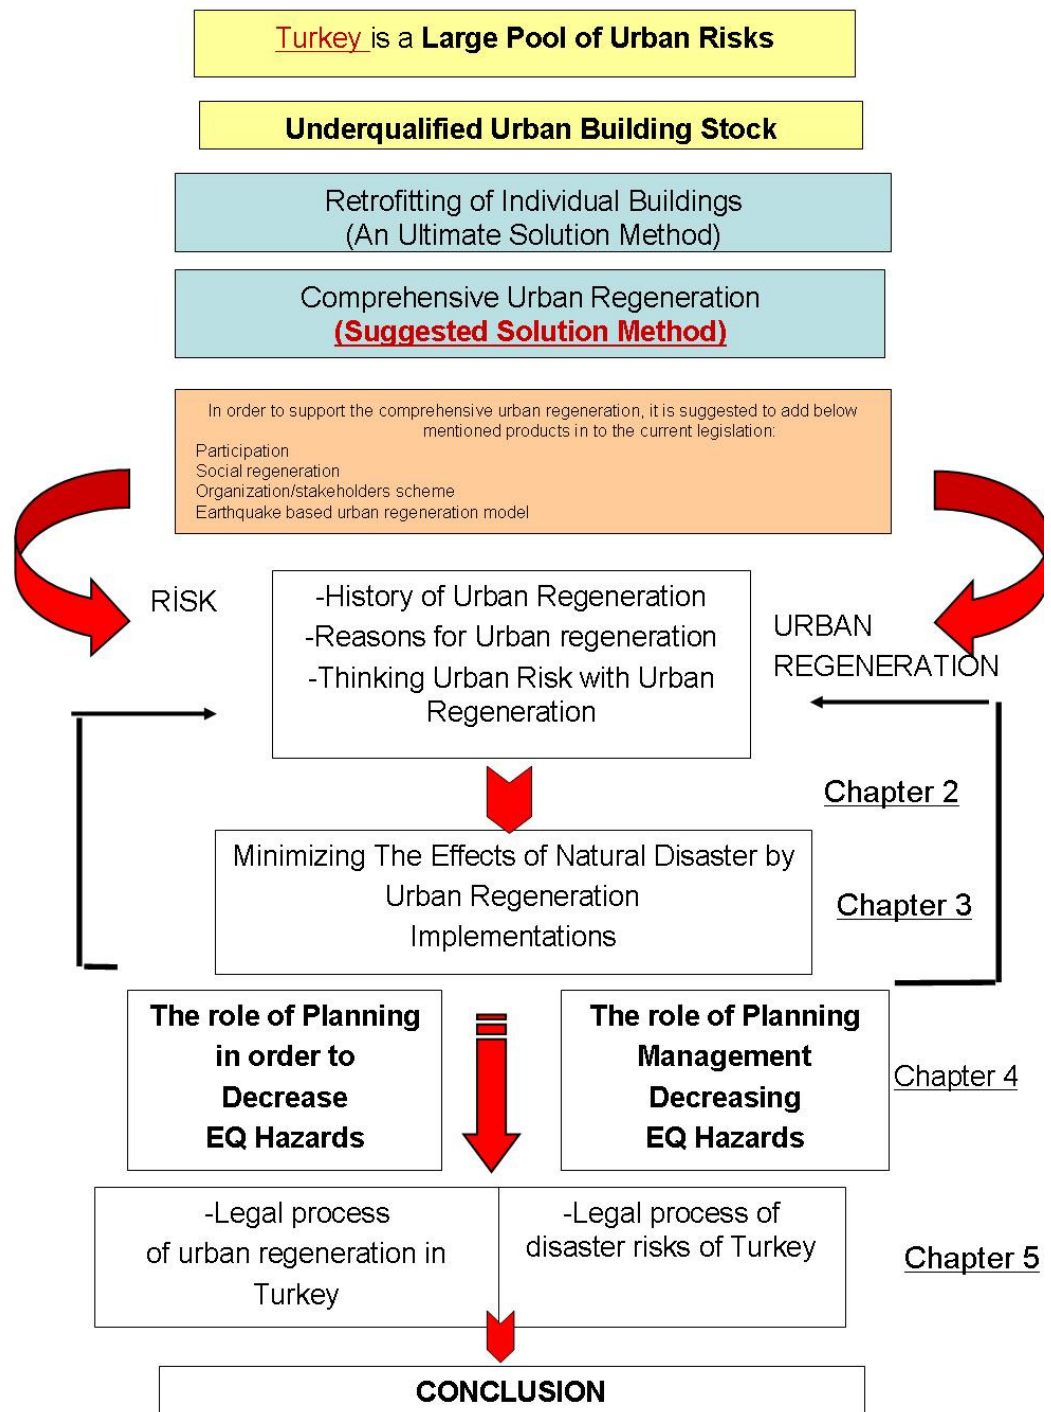 Turkey is a Large Pool of Urban Risks
Underqualified Urban Building Stock
Retrofitting of Individual Buildings
(An Ultimate Solution Method)
Comprehensive Urban Regeneration
(Suggested Solution Method)
In order to support the comprehensive urban regeneration, it is suggested to add below
mentioned products in to the current legislation:
Participation
Social regeneration
Organization/stakeholders scheme
Earthquake based urban regeneration model
RİSK
-History of Urban Regeneration
-Reasons for Urban regeneration
-Thinking Urban Risk with Urban
Regeneration
URBAN
REGENERATION
Chapter 2
Minimizing The Effects of Natural Disaster by
Urban Regeneration
Implementations
Chapter 3
The role of Planning
in order to
Decrease
EQ Hazards
The role of Planning
Management
Decreasing
EQ Hazards
Chapter 4
-Legal process
of urban regeneration in
Turkey
-Legal process of
disaster risks of Turkey
Chapter 5
CONCLUSION